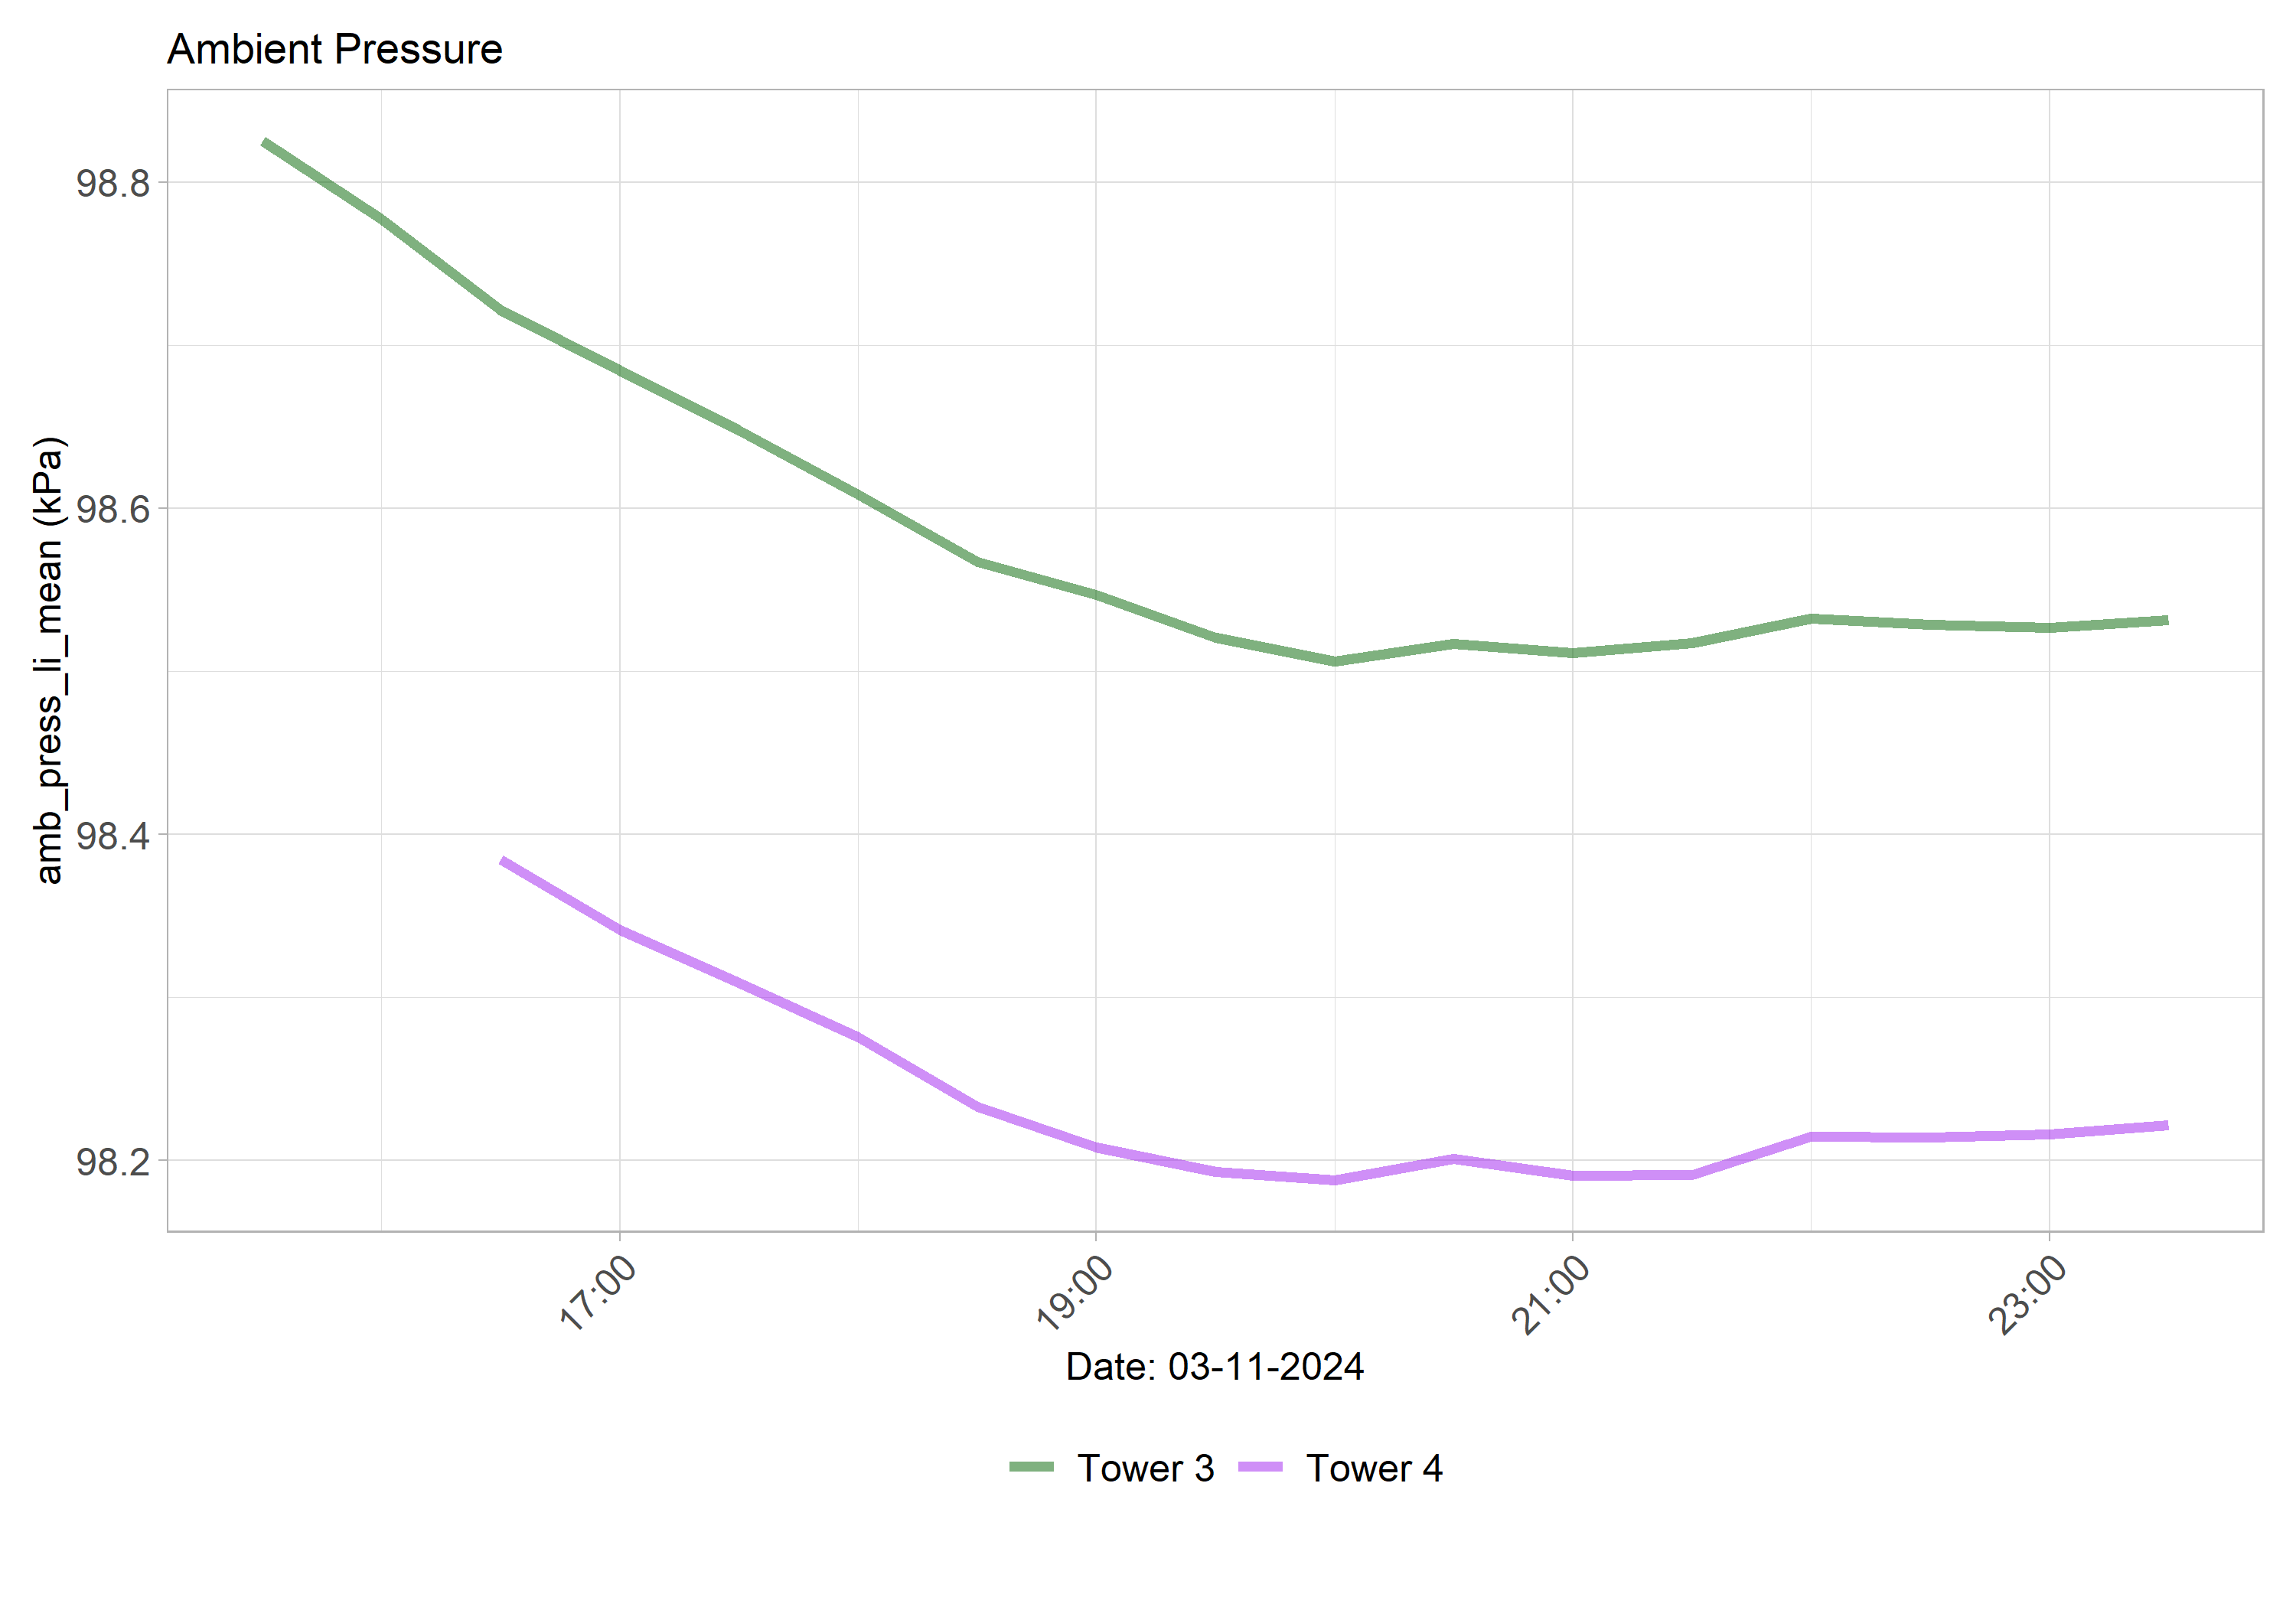 Ambient Pressure
amb_press_li_mean (kPa)
98.8
98.6
98.4
98.2
17:00
19:00
21:00
23:00
Date: 03-11-2024
Tower 3
Tower 4